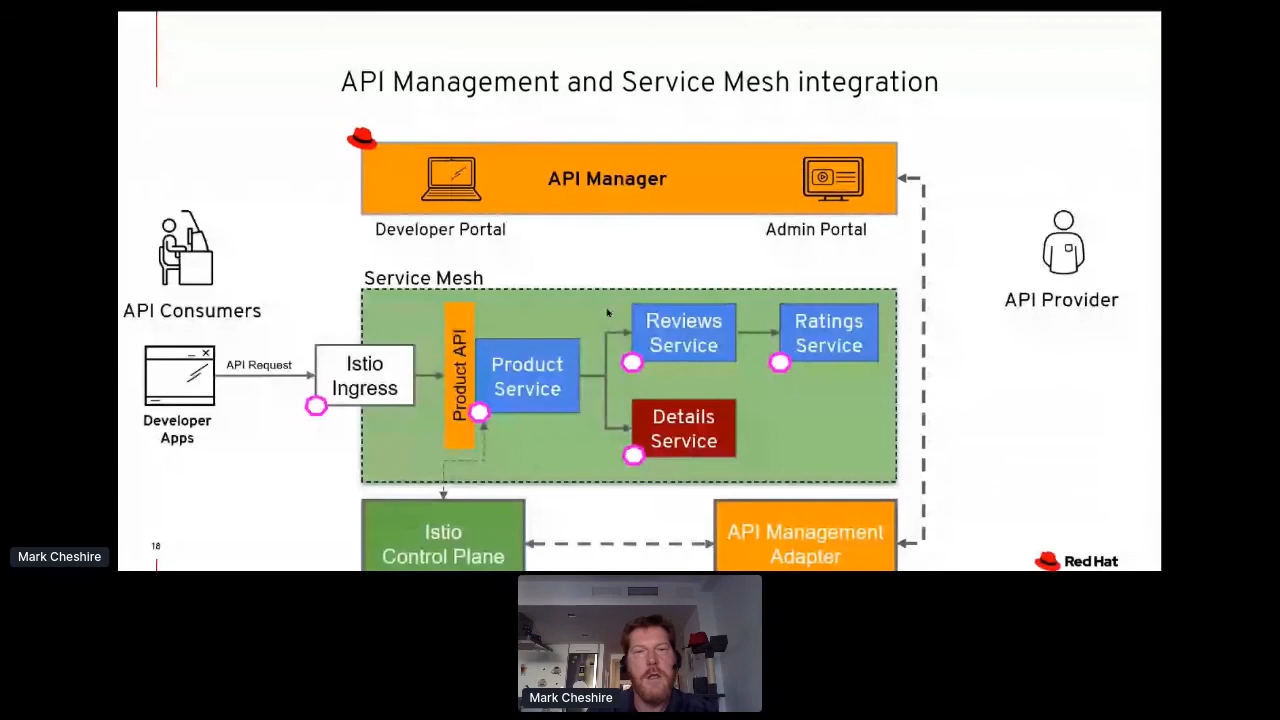 API Management and Service Mesh integration
API Manager
Developer Portal
Admin Portal
Service Mesh
API Consumers
API Provider
API Request
Developer
Apps
Istio
Ingress
Product API
Product
Service
Reviews
Service
Ratings
Service
Details
Service
Istio
Control Plane
API Management
Adapter
18
Red Hat
Mark Cheshire
Mark Cheshire